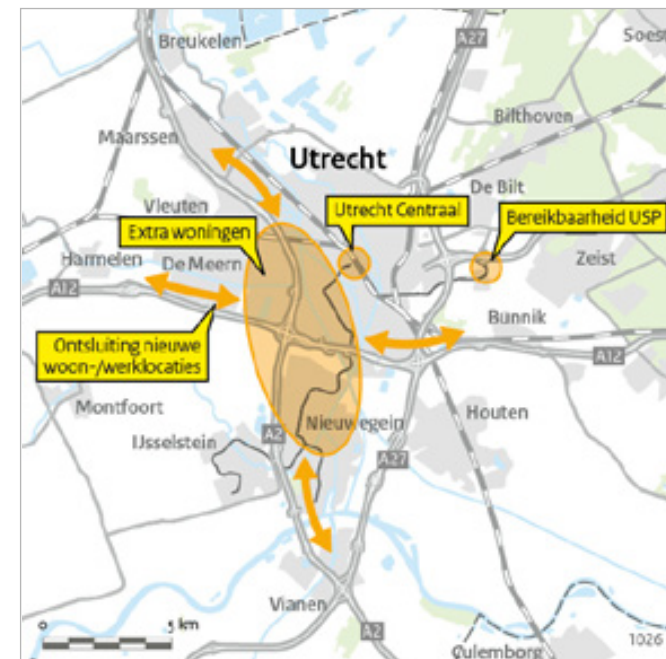 Breukelen
A27
Soest
Bilthoven
Maarssen
Utrecht
De Bilt
Vleuten
Utrecht Centraal
Bereikbaarheid USP
Extra woningen
Harmelen
De Meern
Zeist
A12
Bunnik
Ontsluiting nieuwe
woon-/werklocaties
A12
Montfoort
Nieuwegein
Houten
IJsselstein
A2
A27
Vianen
0
5 km
A2
1026
Culemborg